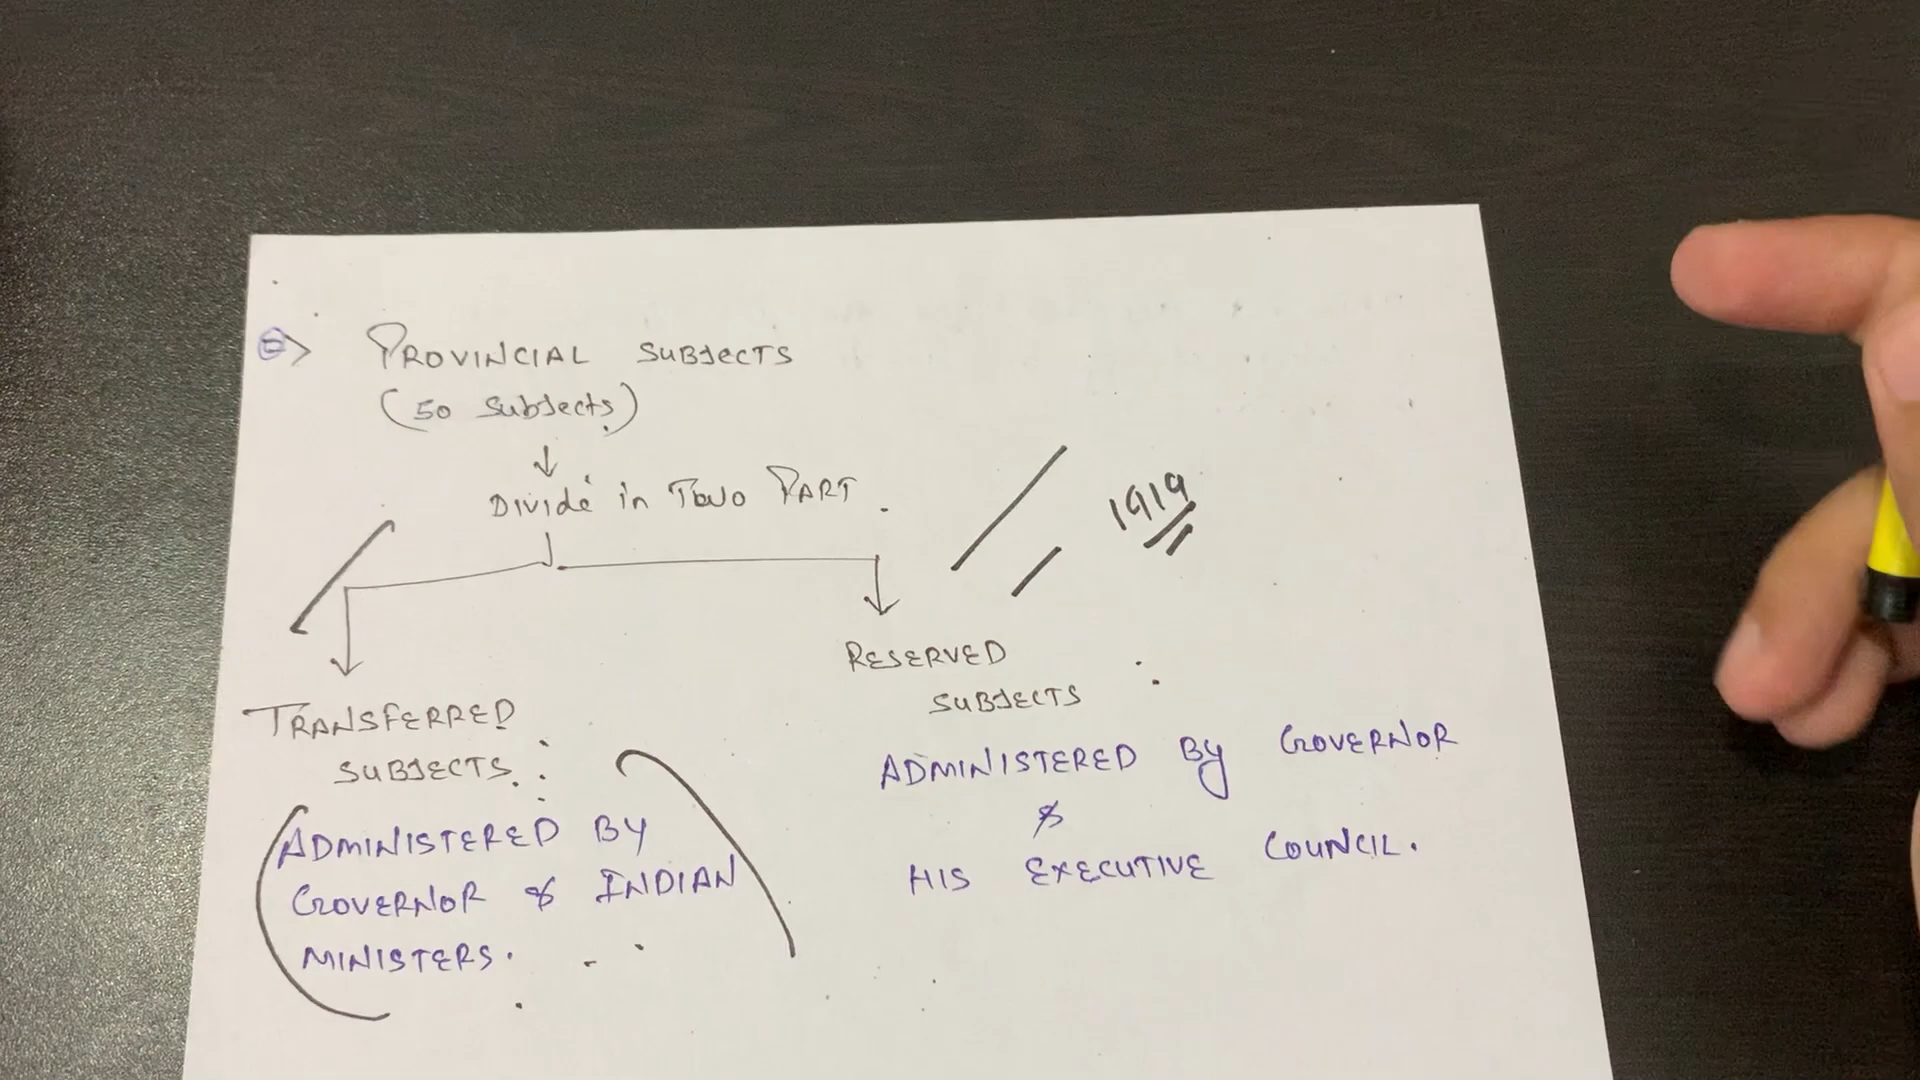 PROVINCIAL SUBJECTS
(50 Subjects)
Divide in Two PART
1919
TRANSFERRED
SUBJECTS
ADMINISTERED BY
GOVERNOR & INDIAN
MINISTERS.
RESERVED
SUBJECTS
ADMINISTERED By GOVERNOR
&
HIS EXECUTIVE COUNCIL.